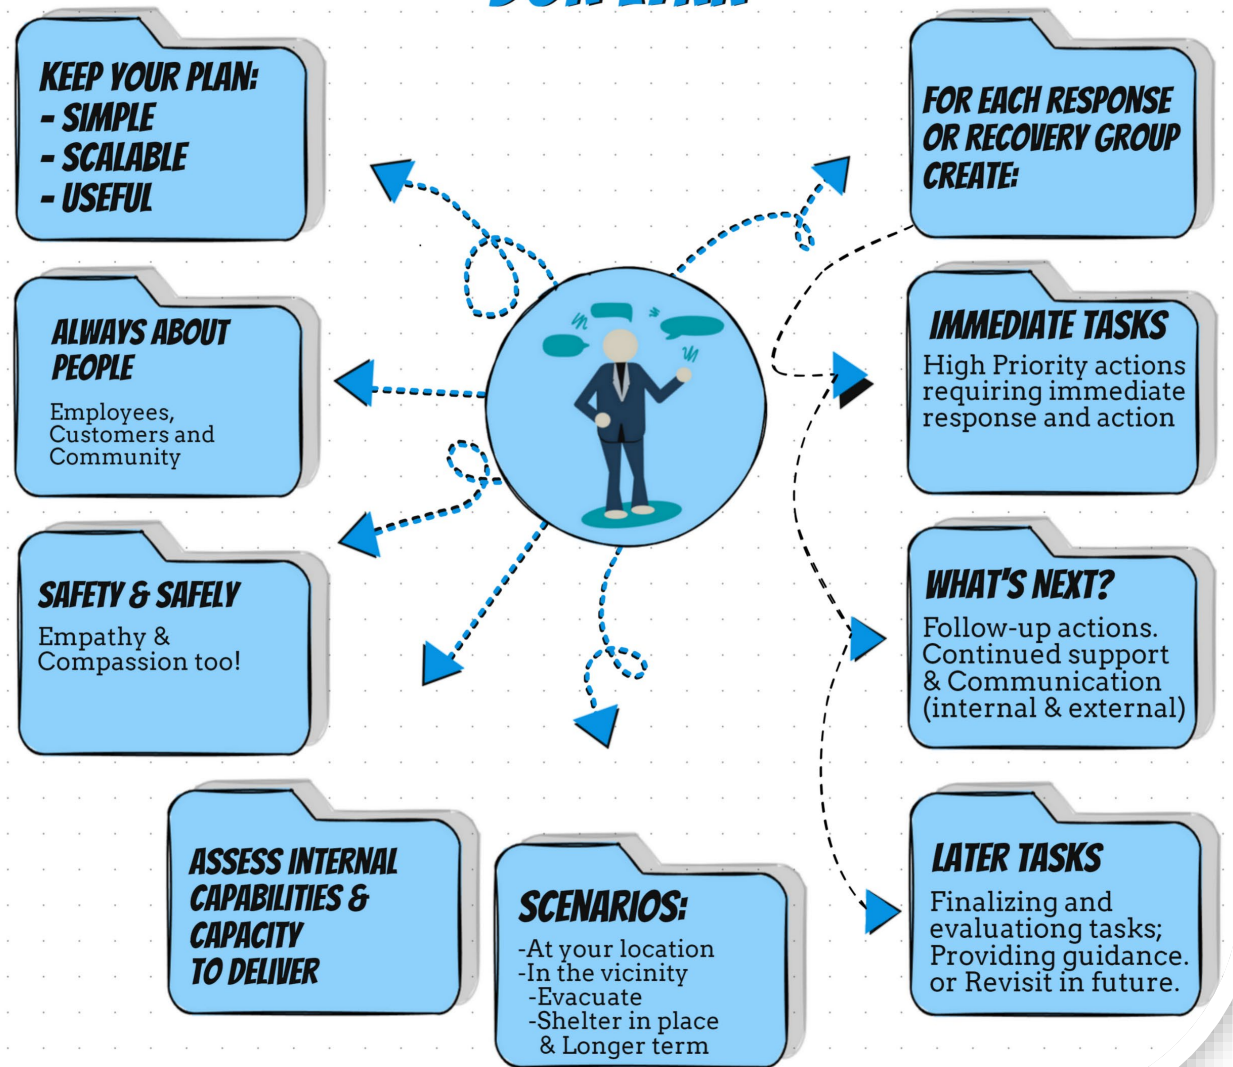 KEEP YOUR PLAN:
- SIMPLE
- SCALABLE
- USEFUL
ALWAYS ABOUT
PEOPLE
Employees,
Customers and
Community
SAFETY & SAFELY
Empathy &
Compassion too!
ASSESS INTERNAL
CAPABILITIES &
CAPACITY
TO DELIVER
SCENARIOS:
-At your location
-In the vicinity
-Evacuate
-Shelter in place
& Longer term
FOR EACH RESPONSE
OR RECOVERY GROUP
CREATE:
IMMEDIATE TASKS
High Priority actions
requiring immediate
response and action
WHAT'S NEXT?
Follow-up actions.
Continued support
& Communication
(internal & external)
LATER TASKS
Finalizing and
evaluationg tasks;
Providing guidance.
or Revisit in future.